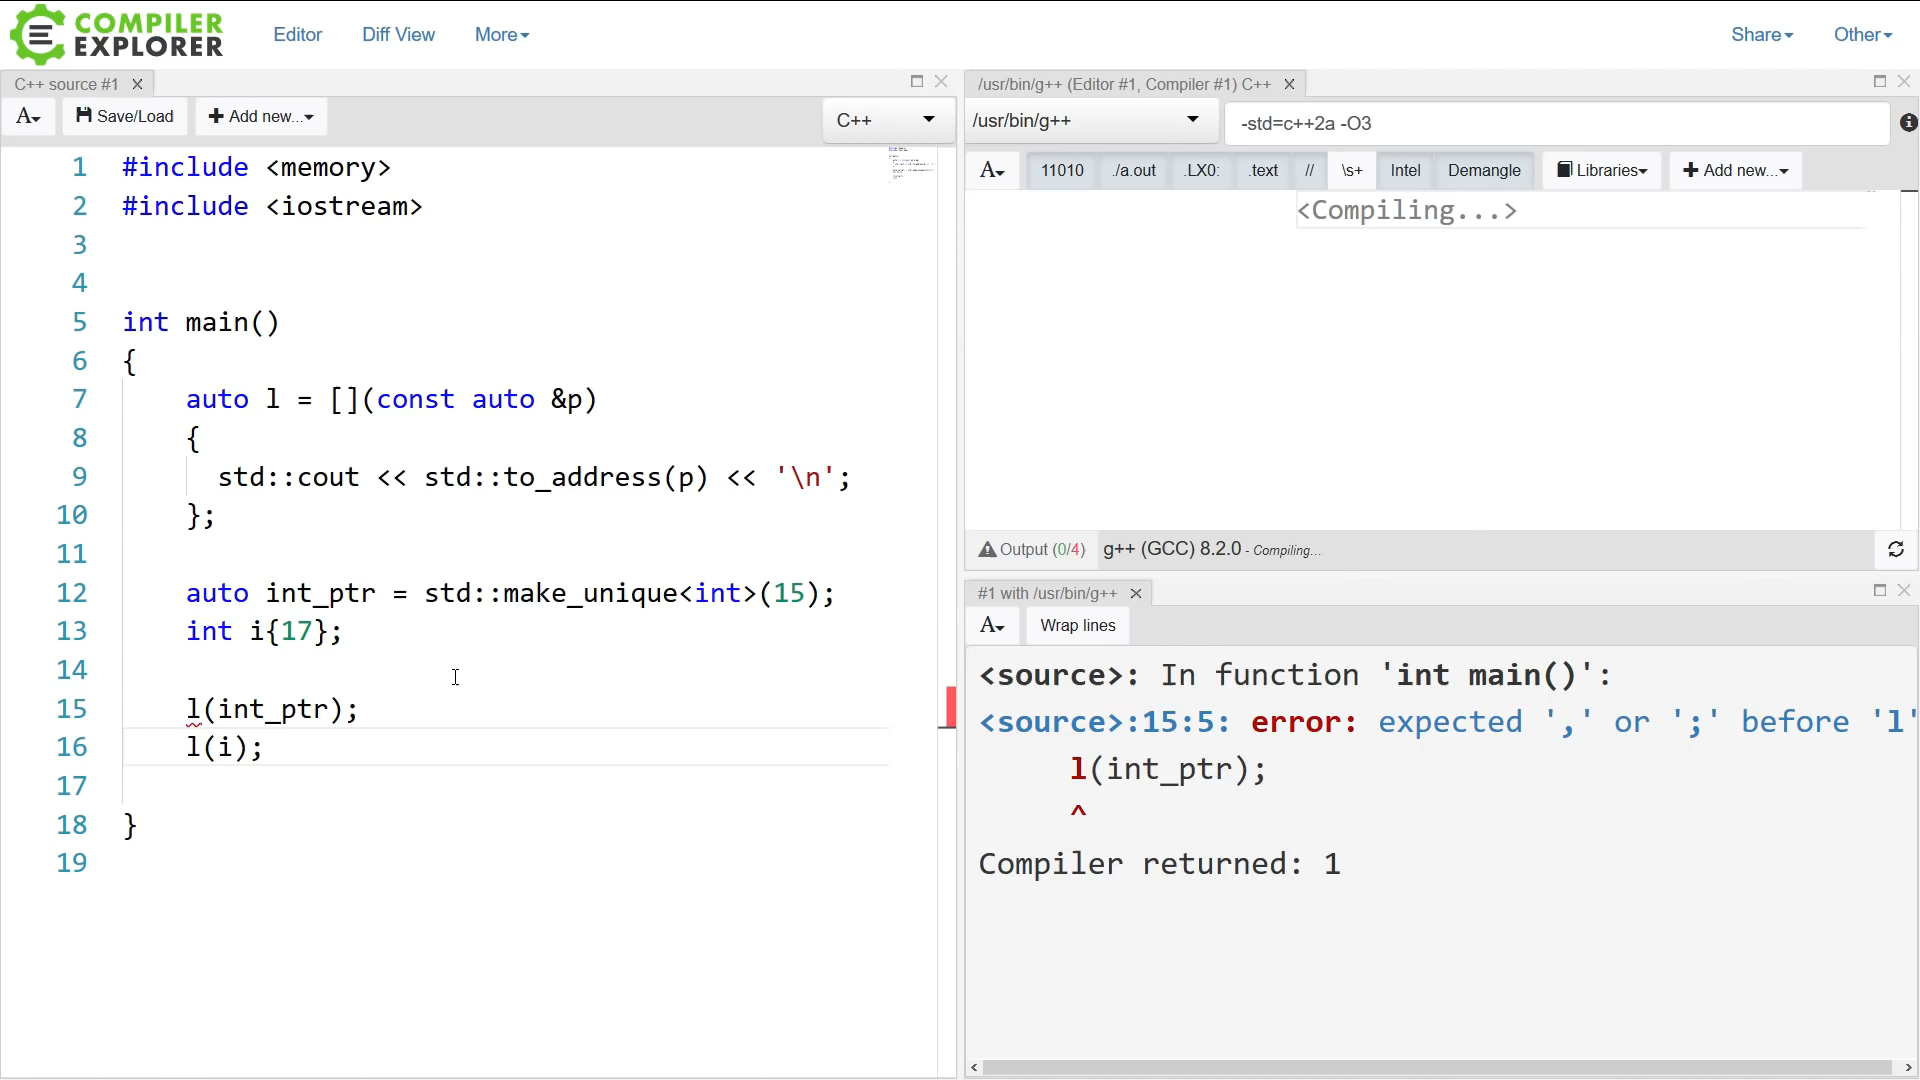 COMPILER
EXPLORER
Editor
Diff View
More
Share
Other
C++ source #1
A
Save/Load
Add new...
C++
1 #include <memory>
2 #include <iostream>
3
4
5 int main()
6 {
7 auto l = [](const auto &p)
8 {
9 std::cout << std::to_address(p) << '\n';
10 };
11
12 auto int_ptr = std::make_unique<int>(15);
13 int i{17};
14
15 l(int_ptr);
16 l(i);
17
18 }
19
/usr/bin/g++ (Editor #1, Compiler #1) C++
/usr/bin/g++
-std=c++2a -O3
A
11010
./a.out
.LX0:
.text
//
\s+
Intel
Demangle
Libraries
Add new...
<Compiling...>
Output (0/4)
g++ (GCC) 8.2.0 - Compiling...
#1 with /usr/bin/g++
A
Wrap lines
<source>: In function 'int main()':
<source>:15:5: error: expected ',' or ';' before 'l'
l(int_ptr);
^
Compiler returned: 1